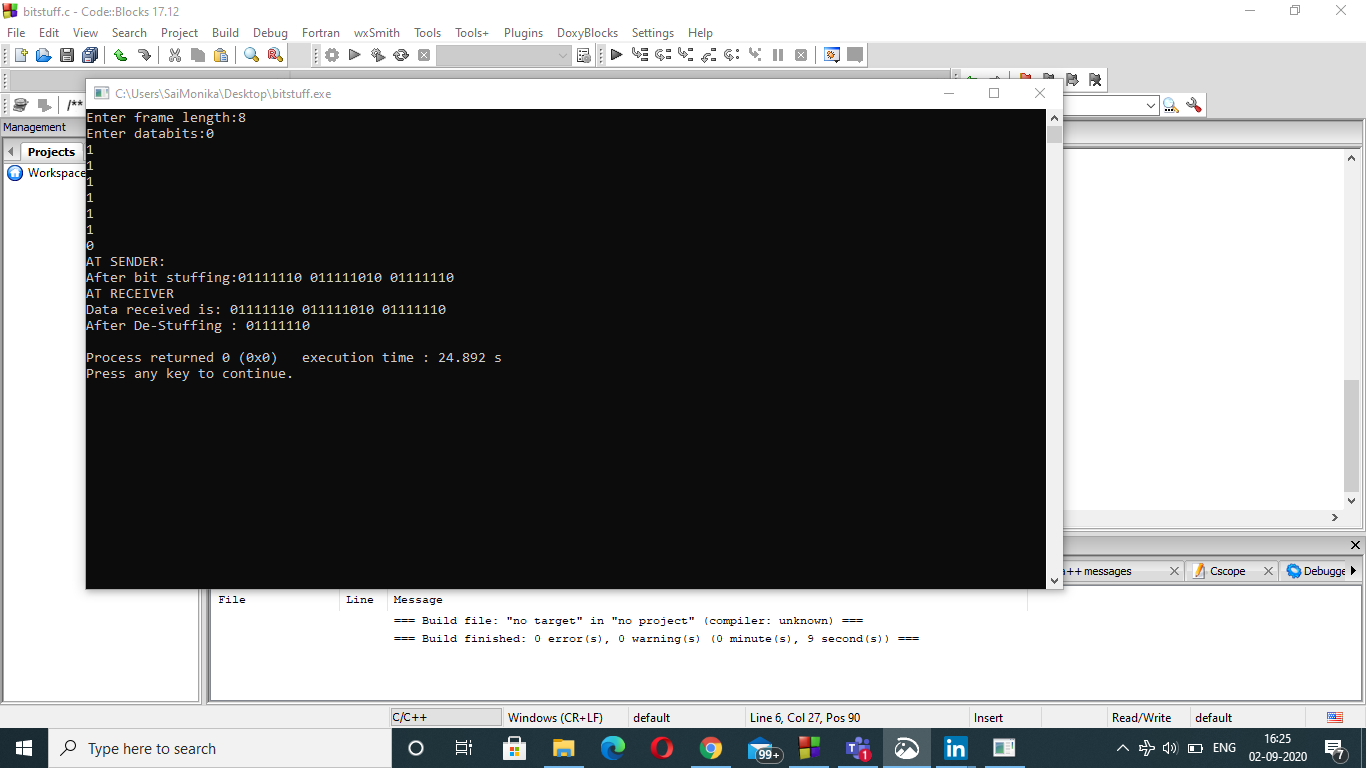 bitstuff.c - Code::Blocks 17.12
File Edit View Search Project Build Debug Fortran wxSmith Tools Tools+ Plugins DoxyBlocks Settings Help
C:\Users\SaiMonika\Desktop\bitstuff.exe
/**
Management
Projects
Workspace
Enter frame length:8
Enter databits:0
1
1
1
1
1
1
0
AT SENDER:
After bit stuffing:01111110 011111010 01111110
AT RECEIVER
Data received is: 01111110 011111010 01111110
After De-Stuffing : 01111110
Process returned 0 (0x0)   execution time : 24.892 s
Press any key to continue.
++ messages Cscope Debugge
File Line Message
=== Build file: "no target" in "no project" (compiler: unknown) ===
=== Build finished: 0 error(s), 0 warning(s) (0 minute(s), 9 second(s)) ===
C/C++ Windows (CR+LF) default Line 6, Col 27, Pos 90 Insert Read/Write default
Type here to search
99+
1
ENG
16:25
02-09-2020
7